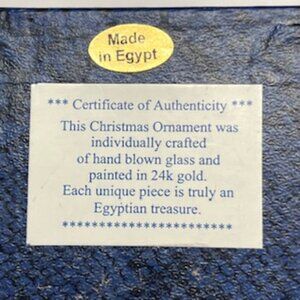 Made
in Egypt
*** Certificate of Authenticity ***
This Christmas Ornament was
individually crafted
of hand blown glass and
painted in 24k gold.
Each unique piece is truly an
Egyptian treasure.
************************